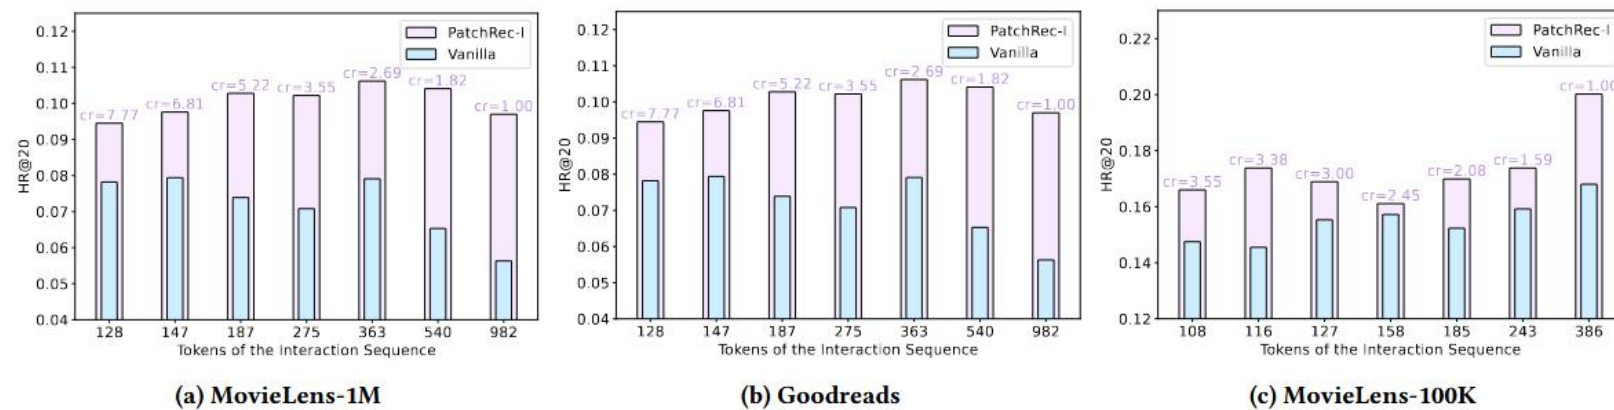 0.12
0.11
0.10
0.09
0.08
0.07
0.06
0.05
0.04
HR@20
PatchRec-I
Vanilla
cr=7.77
cr=6.81
cr=5.22
cr=3.55
cr=2.69
cr=1.82
cr=1.00
128 147 187 275 363 540 982
Tokens of the Interaction Sequence
(a) MovieLens-1M
0.12
0.11
0.10
0.09
0.08
0.07
0.06
0.05
0.04
HR@20
PatchRec-I
Vanilla
cr=7.77
cr=6.81
cr=5.22
cr=3.55
cr=2.69
cr=1.82
cr=1.00
128 147 187 275 363 540 982
Tokens of the Interaction Sequence
(b) Goodreads
0.22
0.20
0.18
0.16
0.14
0.12
HR@20
PatchRec-I
Vanilla
cr=3.55
cr=3.38
cr=3.00
cr=2.45
cr=2.08
cr=1.59
cr=1.00
108 116 127 158 185 243 386
Tokens of the Interaction Sequence
(c) MovieLens-100K